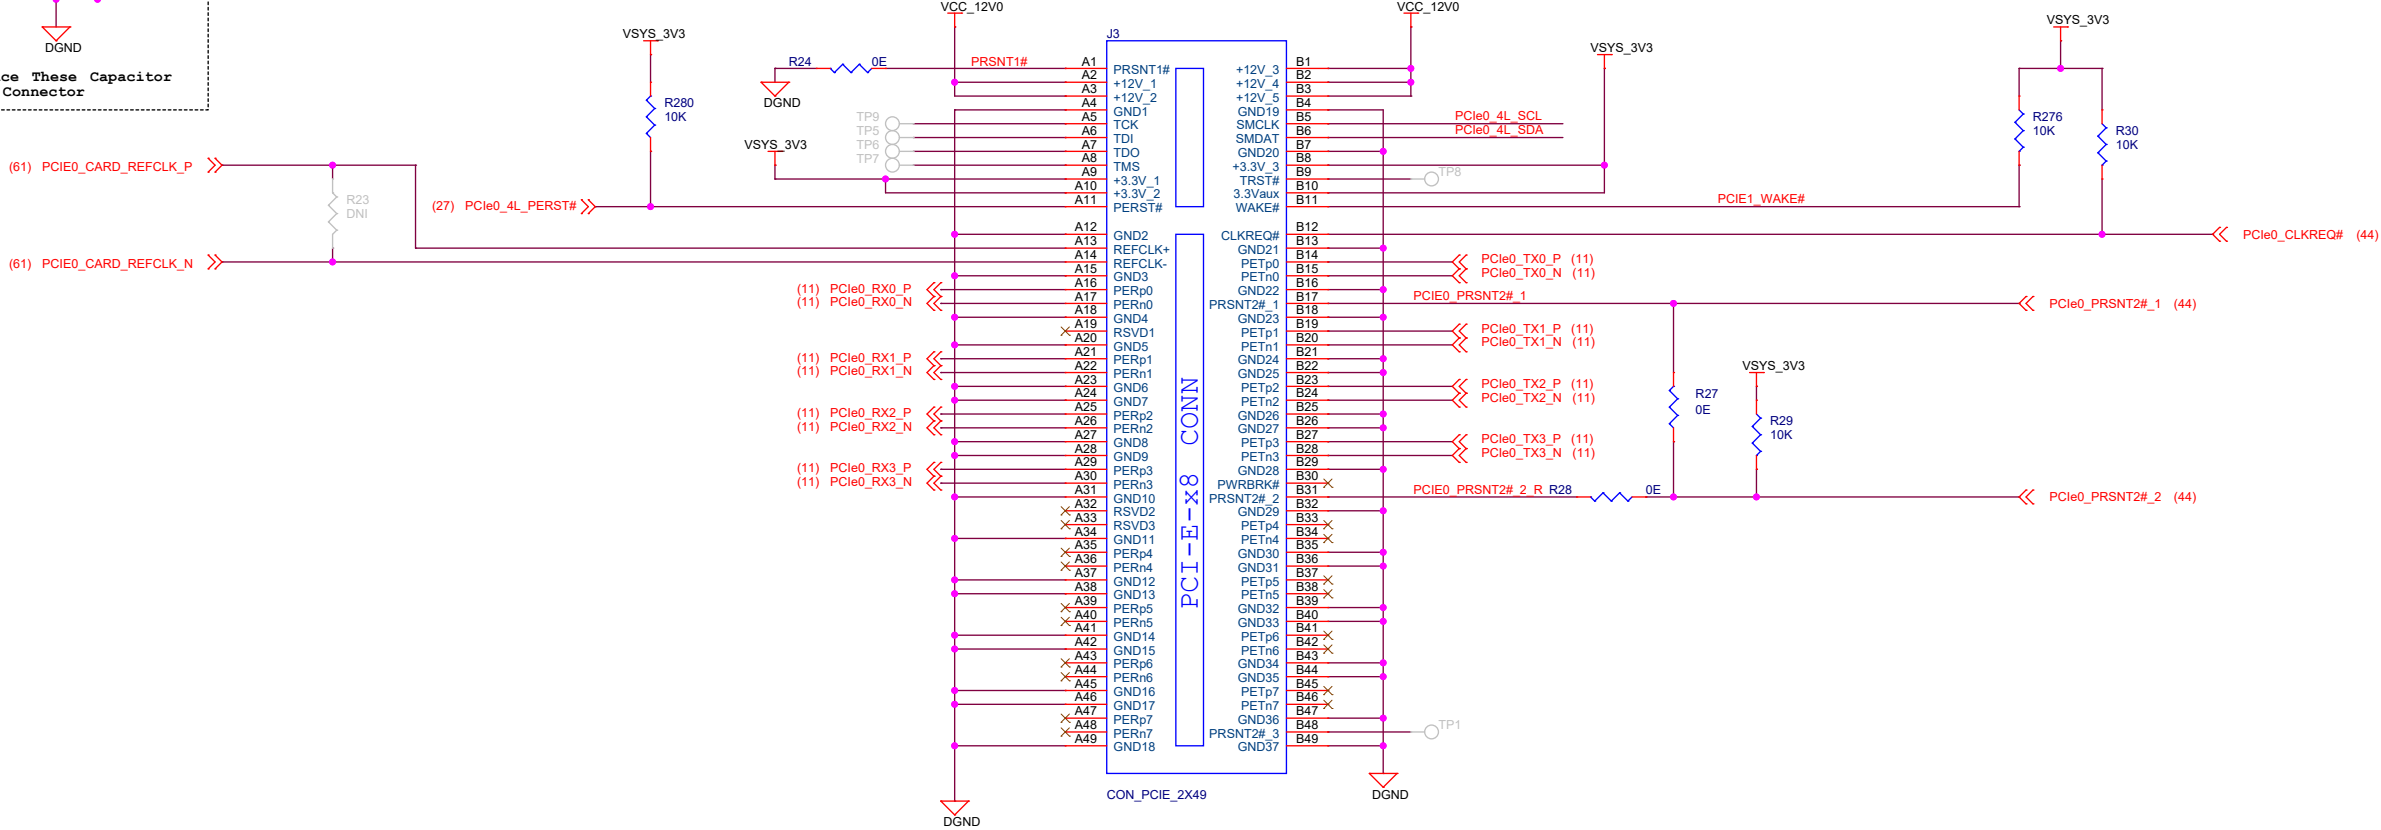 VCC_12V0
VCC_12V0
DGND
ce These Capacitor
Connector
VSYS_3V3
R280
10K
R24
0E
PRSNT1#
DGND
J3
VSYS_3V3
VSYS_3V3
R276
10K
R30
10K
TP9
TP5
TP6
TP7
VSYS_3V3
PCIe0_4L_SCL
PCIe0_4L_SDA
TP8
(61) PCIE0_CARD_REFCLK_P
R23
DNI
(61) PCIE0_CARD_REFCLK_N
(27) PCIe0_4L_PERST#
PCIE1_WAKE#
PCIe0_CLKREQ# (44)
A1 PRSNT1# +12V_3 B1
A2 +12V_1 +12V_4 B2
A3 +12V_2 +12V_5 B3
A4 GND1 GND19 B4
A5 TCK SMCLK B5
A6 TDI SMDAT B6
A7 TDO GND20 B7
A8 TMS +3.3V_3 B8
A9 +3.3V_1 TRST# B9
A10 +3.3V_2 3.3Vaux B10
A11 PERST# WAKE# B11
A12 GND2 CLKREQ# B12
A13 REFCLK+ GND21 B13
A14 REFCLK- PETp0 B14 PCIe0_TX0_P (11)
A15 GND3 PETn0 B15 PCIe0_TX0_N (11)
(11) PCIe0_RX0_P A16 PERp0 GND22 B16
(11) PCIe0_RX0_N A17 PERn0 PRSNT2#_1 B17 PCIE0_PRSNT2#_1 PCIe0_PRSNT2#_1 (44)
A18 GND4 GND23 B18
A19 RSVD1 PETp1 B19 PCIe0_TX1_P (11)
A20 GND5 PETn1 B20 PCIe0_TX1_N (11)
(11) PCIe0_RX1_P A21 PERp1 GND24 B21
(11) PCIe0_RX1_N A22 PERn1 GND25 B22
A23 GND6 PETp2 B23 PCIe0_TX2_P (11)
A24 GND7 PETn2 B24 PCIe0_TX2_N (11)
(11) PCIe0_RX2_P A25 PERp2 GND26 B25
(11) PCIe0_RX2_N A26 PERn2 GND27 B26
A27 GND8 PETp3 B27 PCIe0_TX3_P (11)
A28 GND9 PETn3 B28 PCIe0_TX3_N (11)
(11) PCIe0_RX3_P A29 PERp3 GND28 B29
(11) PCIe0_RX3_N A30 PERn3 PWRBRK# B30
A31 GND10 PRSNT2#_2 B31 PCIE0_PRSNT2#_2_R R28 0E PCIe0_PRSNT2#_2 (44)
A32 RSVD2 GND29 B32
A33 RSVD3 PETp4 B33
A34 GND11 PETn4 B34
A35 PERp4 GND30 B35
A36 PERn4 GND31 B36
A37 GND12 PETp5 B37
A38 GND13 PETn5 B38
A39 PERp5 GND32 B39
A40 PERn5 GND33 B40
A41 GND14 PETp6 B41
A42 GND15 PETn6 B42
A43 PERp6 GND34 B43
A44 PERn6 GND35 B44
A45 GND16 PETp7 B45
A46 GND17 PETn7 B46
A47 PERp7 GND36 B47
A48 PERn7 PRSNT2#_3 B48 TP1
A49 GND18 GND37 B49
PCI-E-x8 CONN
VSYS_3V3
R27
0E
R29
10K
CON_PCIE_2X49
DGND
DGND